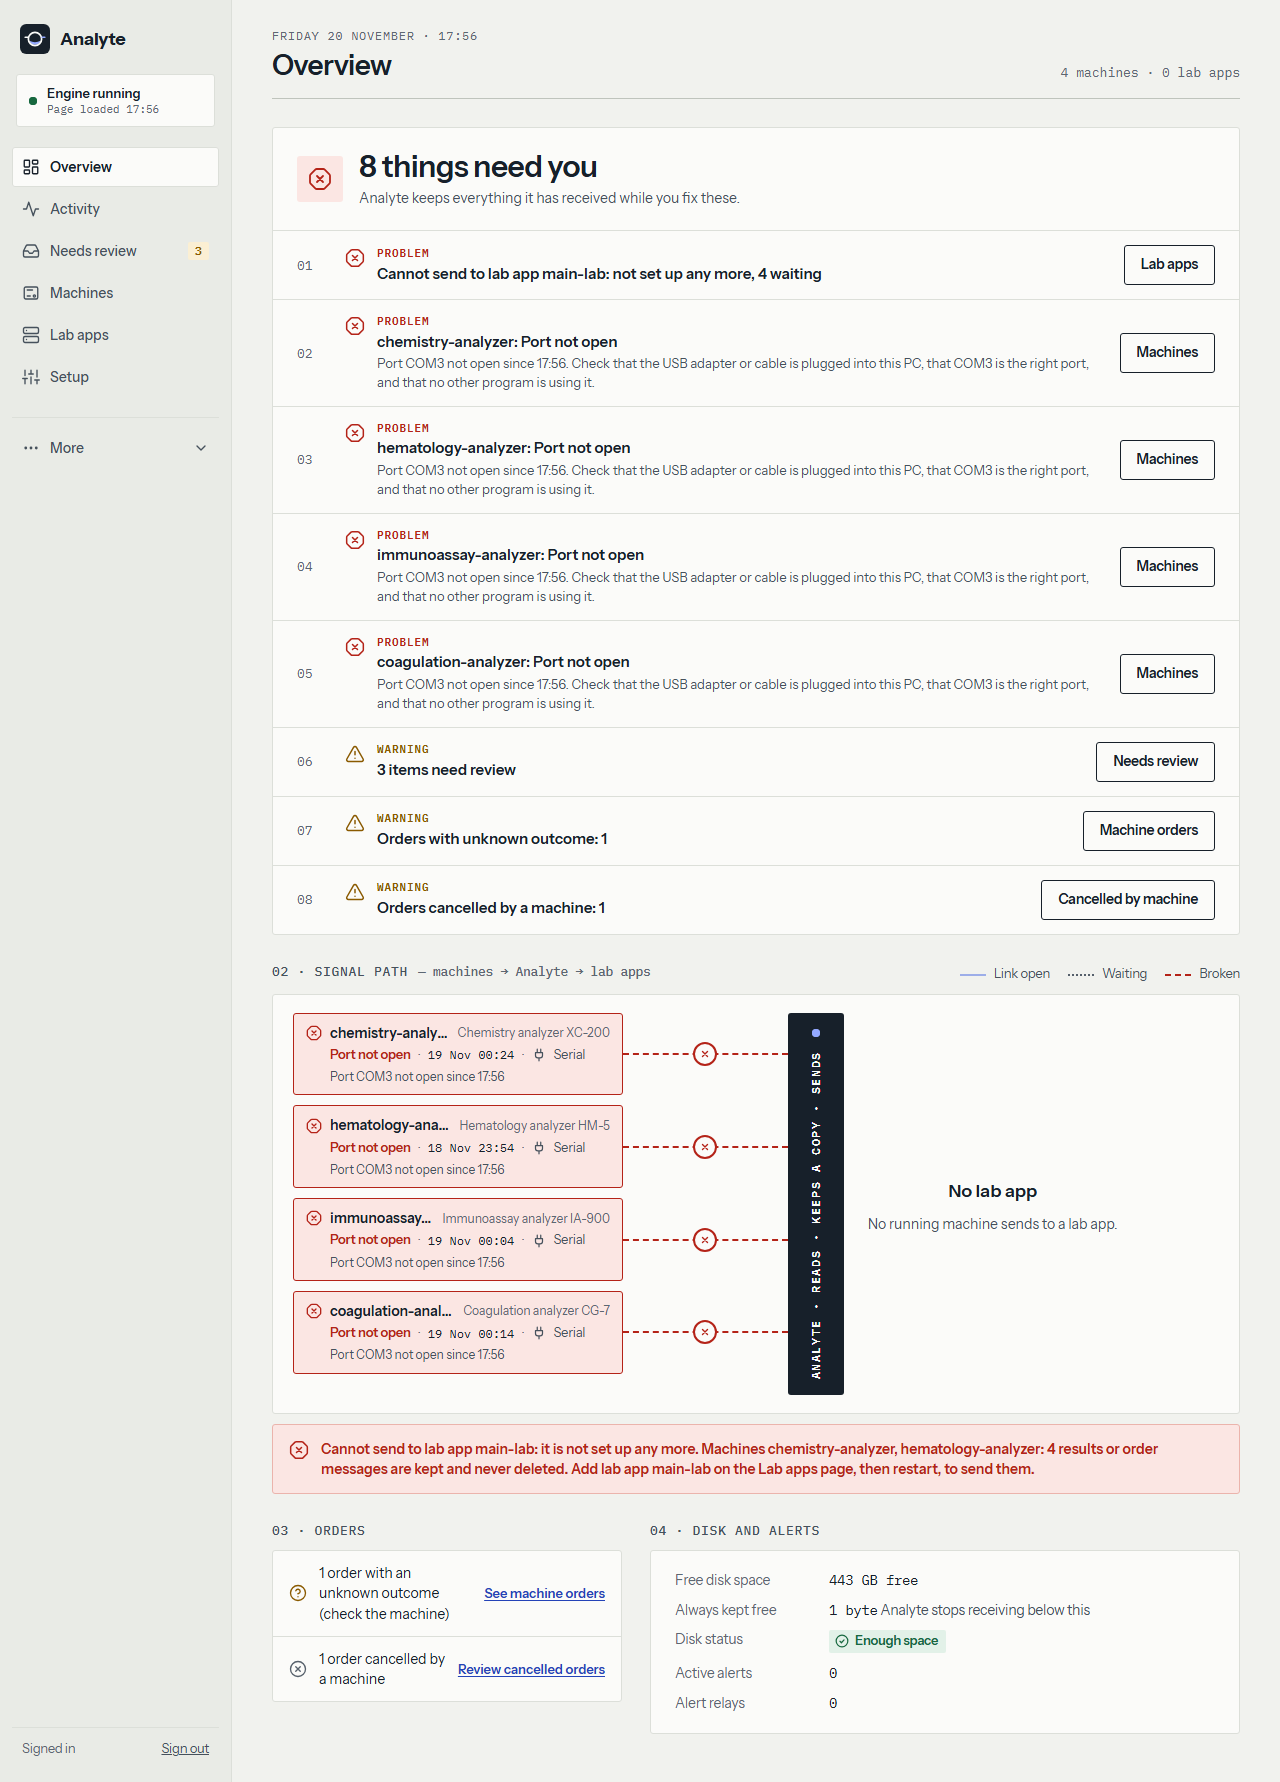 Analyte
Engine running
Page loaded 17:56
Overview
Activity
Needs review 3
Machines
Lab apps
Setup
More
Signed in Sign out
FRIDAY 20 NOVEMBER · 17:56
Overview
4 machines · 0 lab apps
8 things need you
Analyte keeps everything it has received while you fix these.
01 PROBLEM
Cannot send to lab app main-lab: not set up any more, 4 waiting
Lab apps
02 PROBLEM
chemistry-analyzer: Port not open
Port COM3 not open since 17:56. Check that the USB adapter or cable is plugged into this PC, that COM3 is the right port,
and that no other program is using it.
Machines
03 PROBLEM
hematology-analyzer: Port not open
Port COM3 not open since 17:56. Check that the USB adapter or cable is plugged into this PC, that COM3 is the right port,
and that no other program is using it.
Machines
04 PROBLEM
immunoassay-analyzer: Port not open
Port COM3 not open since 17:56. Check that the USB adapter or cable is plugged into this PC, that COM3 is the right port,
and that no other program is using it.
Machines
05 PROBLEM
coagulation-analyzer: Port not open
Port COM3 not open since 17:56. Check that the USB adapter or cable is plugged into this PC, that COM3 is the right port,
and that no other program is using it.
Machines
06 WARNING
3 items need review
Needs review
07 WARNING
Orders with unknown outcome: 1
Machine orders
08 WARNING
Orders cancelled by a machine: 1
Cancelled by machine
02 · SIGNAL PATH — machines → Analyte → lab apps
Link open Waiting Broken
chemistry-analy... Chemistry analyzer XC-200
Port not open · 19 Nov 00:24 · Serial
Port COM3 not open since 17:56
hematology-ana... Hematology analyzer HM-5
Port not open · 18 Nov 23:54 · Serial
Port COM3 not open since 17:56
immunoassay... Immunoassay analyzer IA-900
Port not open · 19 Nov 00:04 · Serial
Port COM3 not open since 17:56
coagulation-anal... Coagulation analyzer CG-7
Port not open · 19 Nov 00:14 · Serial
Port COM3 not open since 17:56
ANALYTE · READS · KEEPS A COPY · SENDS
No lab app
No running machine sends to a lab app.
Cannot send to lab app main-lab: it is not set up any more. Machines chemistry-analyzer, hematology-analyzer: 4 results or order
messages are kept and never deleted. Add lab app main-lab on the Lab apps page, then restart, to send them.
03 · ORDERS
1 order with an
unknown outcome
(check the machine)
See machine orders
1 order cancelled by
a machine
Review cancelled orders
04 · DISK AND ALERTS
Free disk space 443 GB free
Always kept free 1 byte Analyte stops receiving below this
Disk status Enough space
Active alerts 0
Alert relays 0